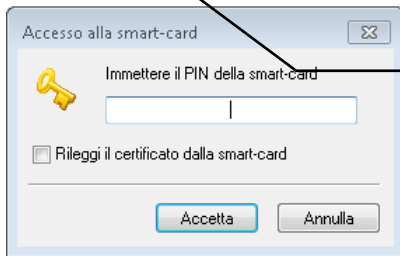 Accesso alla smart-card
Immettere il PIN della smart-card
Rileggi il certificato dalla smart-card
Accetta Annulla